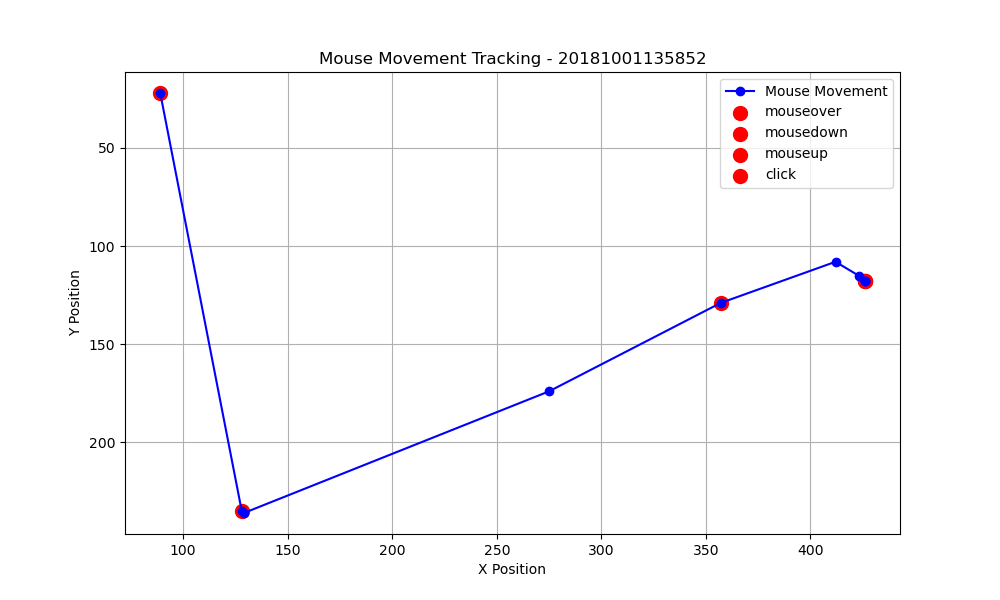 Mouse Movement Tracking - 20181001135852
Mouse Movement
mouseover
mousedown
mouseup
click
50
100
150
200
Y Position
100 150 200 250 300 350 400
X Position